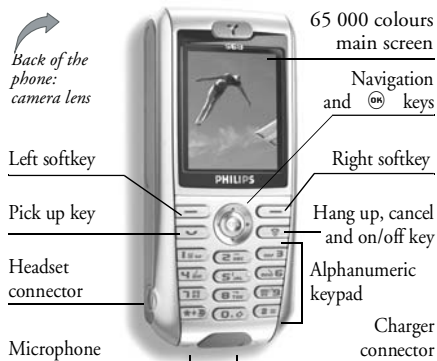 Back of the
phone:
camera lens
65 000 colours
main screen
Navigation
and OK keys
Left softkey
Right softkey
PHILIPS
Pick up key
Hang up, cancel
and on/off key
Headset
connector
Alphanumeric
keypad
Microphone
Charger
connector